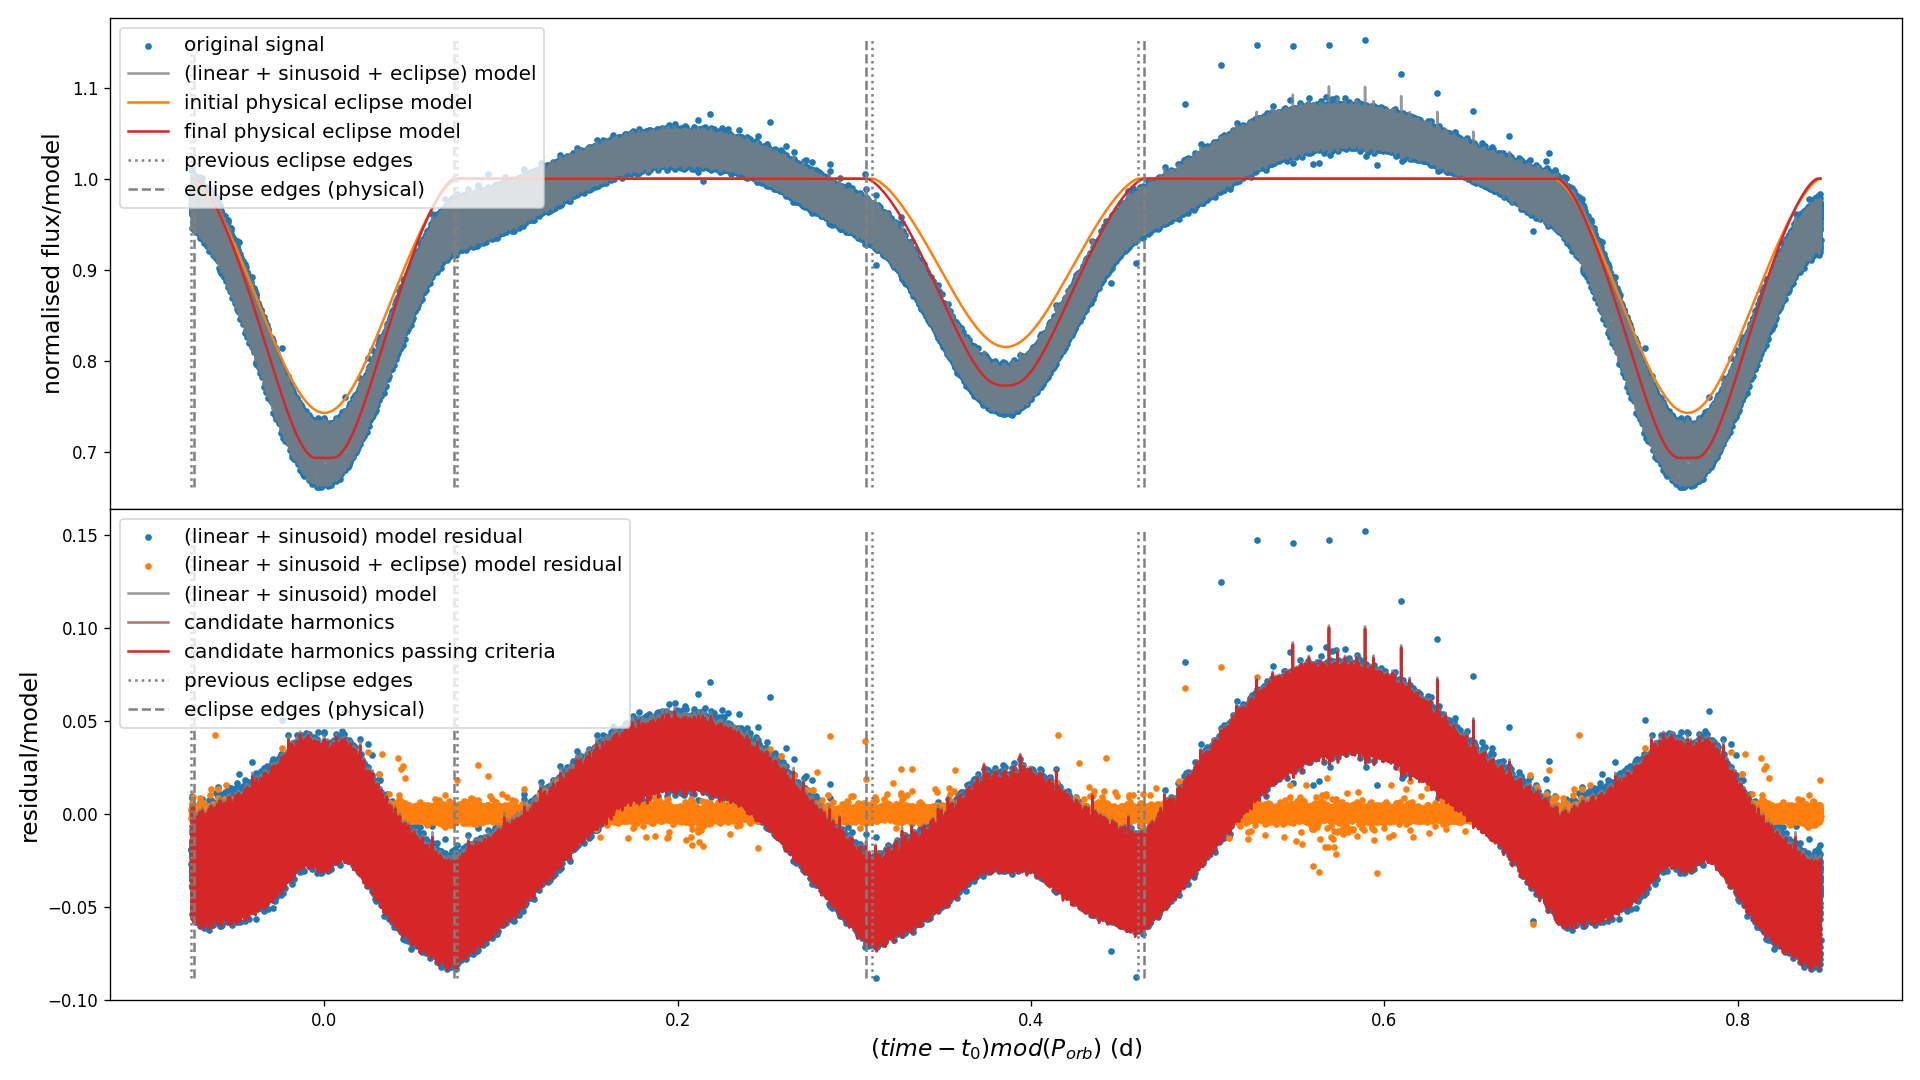 original signal
(linear + sinusoid + eclipse) model
initial physical eclipse model
final physical eclipse model
previous eclipse edges
eclipse edges (physical)
normalised flux/model
1.1
1.0
0.9
0.8
0.7
(linear + sinusoid) model residual
(linear + sinusoid + eclipse) model residual
(linear + sinusoid) model
candidate harmonics
candidate harmonics passing criteria
previous eclipse edges
eclipse edges (physical)
residual/model
0.15
0.10
0.05
0.00
−0.05
−0.10
0.0 0.2 0.4 0.6 0.8
(time − t₀)mod(P_orb) (d)